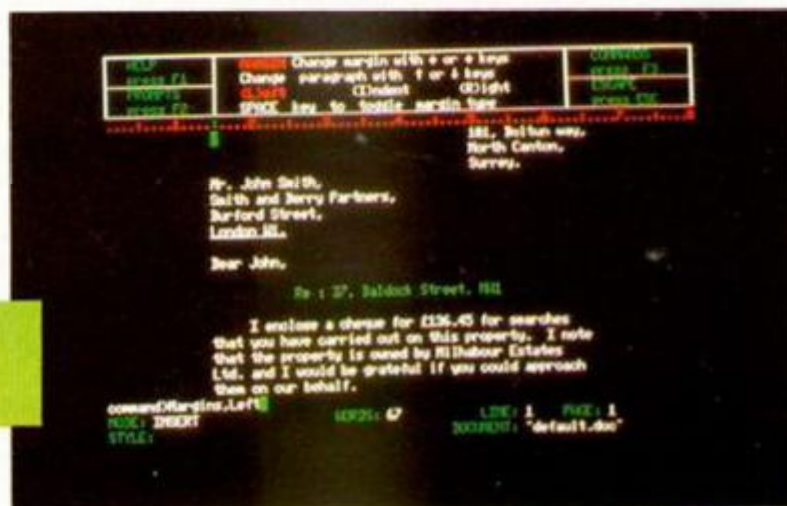 HELP
press F1
MARGIN Change margin with ← or → keys
Change paragraph with ↑ or ↓ keys
(L)eft (I)ndent (R)ight
SPACE key to toggle margin type
COMMANDS
press F3
PROMPTS
press F2
ESCAPE
press ESC
181, Boltun way,
North Canton,
Surrey.
Mr. John Smith,
Smith and Berry Partners,
Burford Street,
London W1.
Dear John,
Re : 37, Baldock Street, NW1
I enclose a cheque for £136.45 for searches
that you have carried out on this property. I note
that the property is owned by Milhabour Estates
Ltd. and I would be grateful if you could approach
them on our behalf.
command>Margins,Left
MODE: INSERT WORDS: 67 LINE: 1 PAGE: 1
STYLE: DOCUMENT: "default.doc"